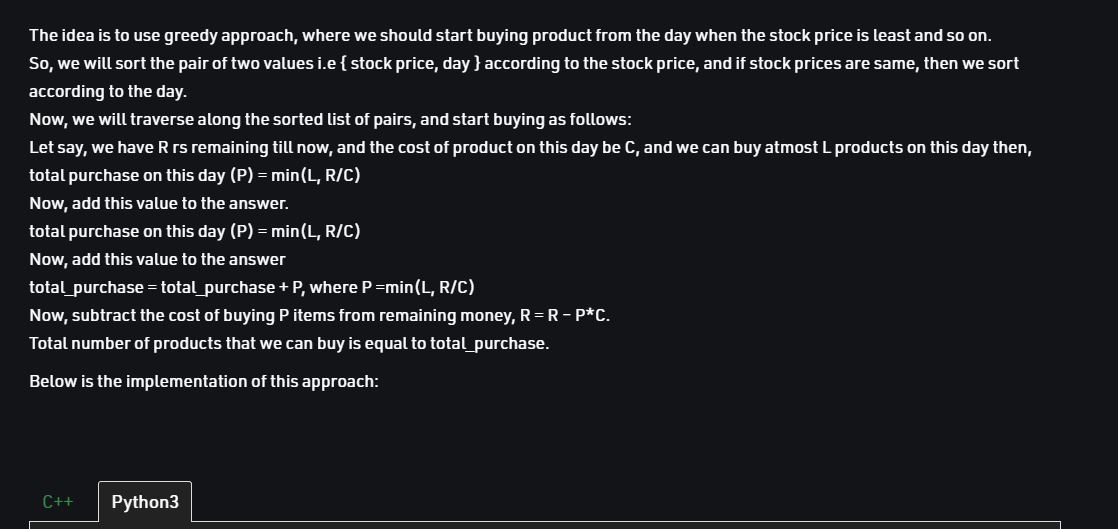 The idea is to use greedy approach, where we should start buying product from the day when the stock price is least and so on.
So, we will sort the pair of two values i.e { stock price, day } according to the stock price, and if stock prices are same, then we sort
according to the day.
Now, we will traverse along the sorted list of pairs, and start buying as follows:
Let say, we have R rs remaining till now, and the cost of product on this day be C, and we can buy atmost L products on this day then,
total purchase on this day (P) = min(L, R/C)
Now, add this value to the answer.
total purchase on this day (P) = min(L, R/C)
Now, add this value to the answer
total_purchase = total_purchase + P, where P =min(L, R/C)
Now, subtract the cost of buying P items from remaining money, R = R – P*C.
Total number of products that we can buy is equal to total_purchase.
Below is the implementation of this approach:
C++ Python3